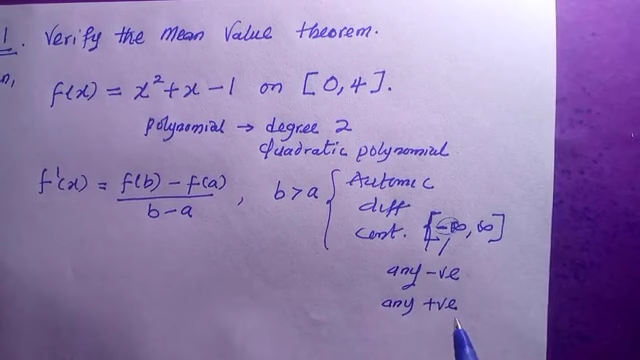 1. Verify the Mean Value theorem.
n,
f(x) = x² + x - 1 on [0, 4].
polynomial → degree 2
quadratic polynomial
f'(x) = f(b) - f(a) / b - a , b > a { Automic
diff
cont. [-∞, ∞]
any -ve
any +ve